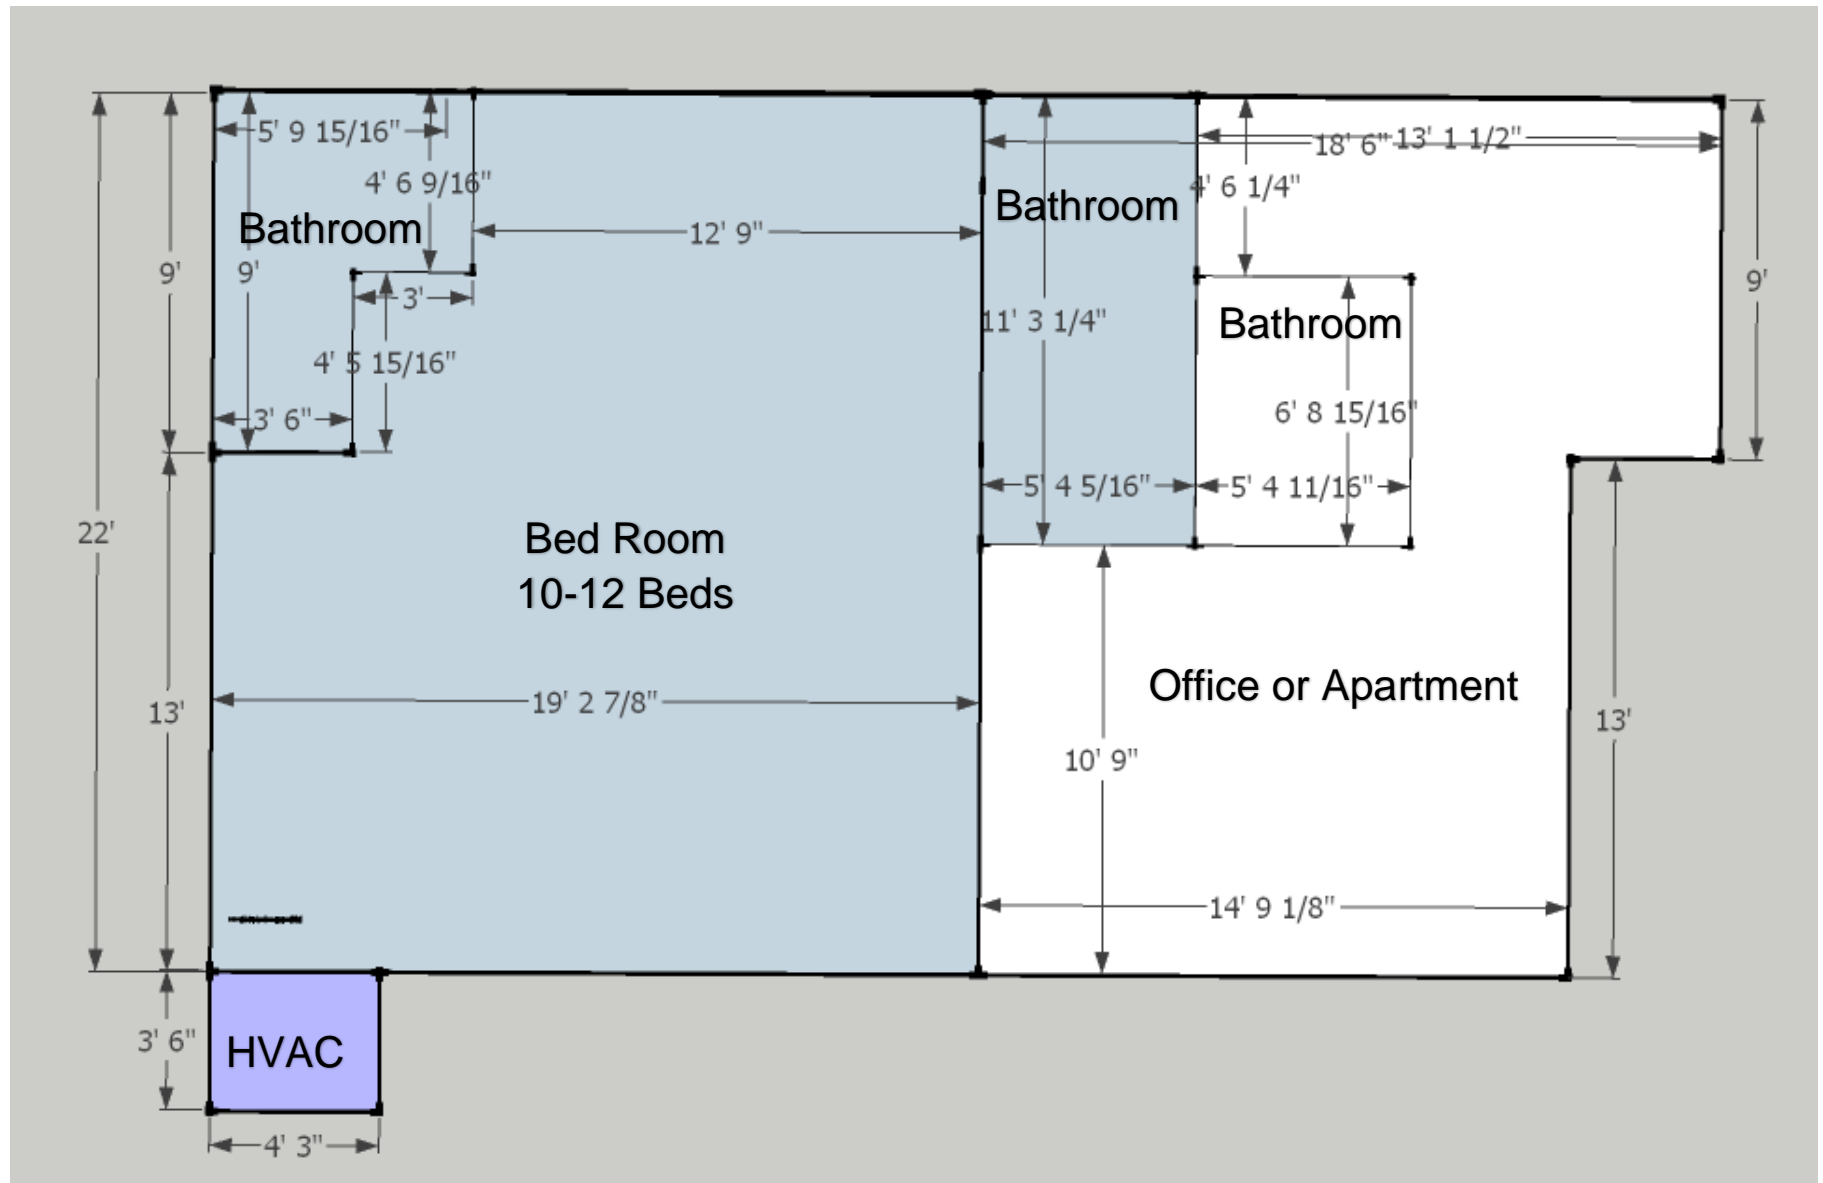 5' 9 15/16"
18' 6"
13' 1 1/2"
4' 6 9/16"
4' 6 1/4"
Bathroom
Bathroom
12' 9"
9'
9'
9'
3'
11' 3 1/4"
Bathroom
4' 5 15/16"
6' 8 15/16"
3' 6"
5' 4 5/16"
5' 4 11/16"
22'
Bed Room
10-12 Beds
Office or Apartment
19' 2 7/8"
13'
13'
10' 9"
14' 9 1/8"
3' 6"
HVAC
4' 3"